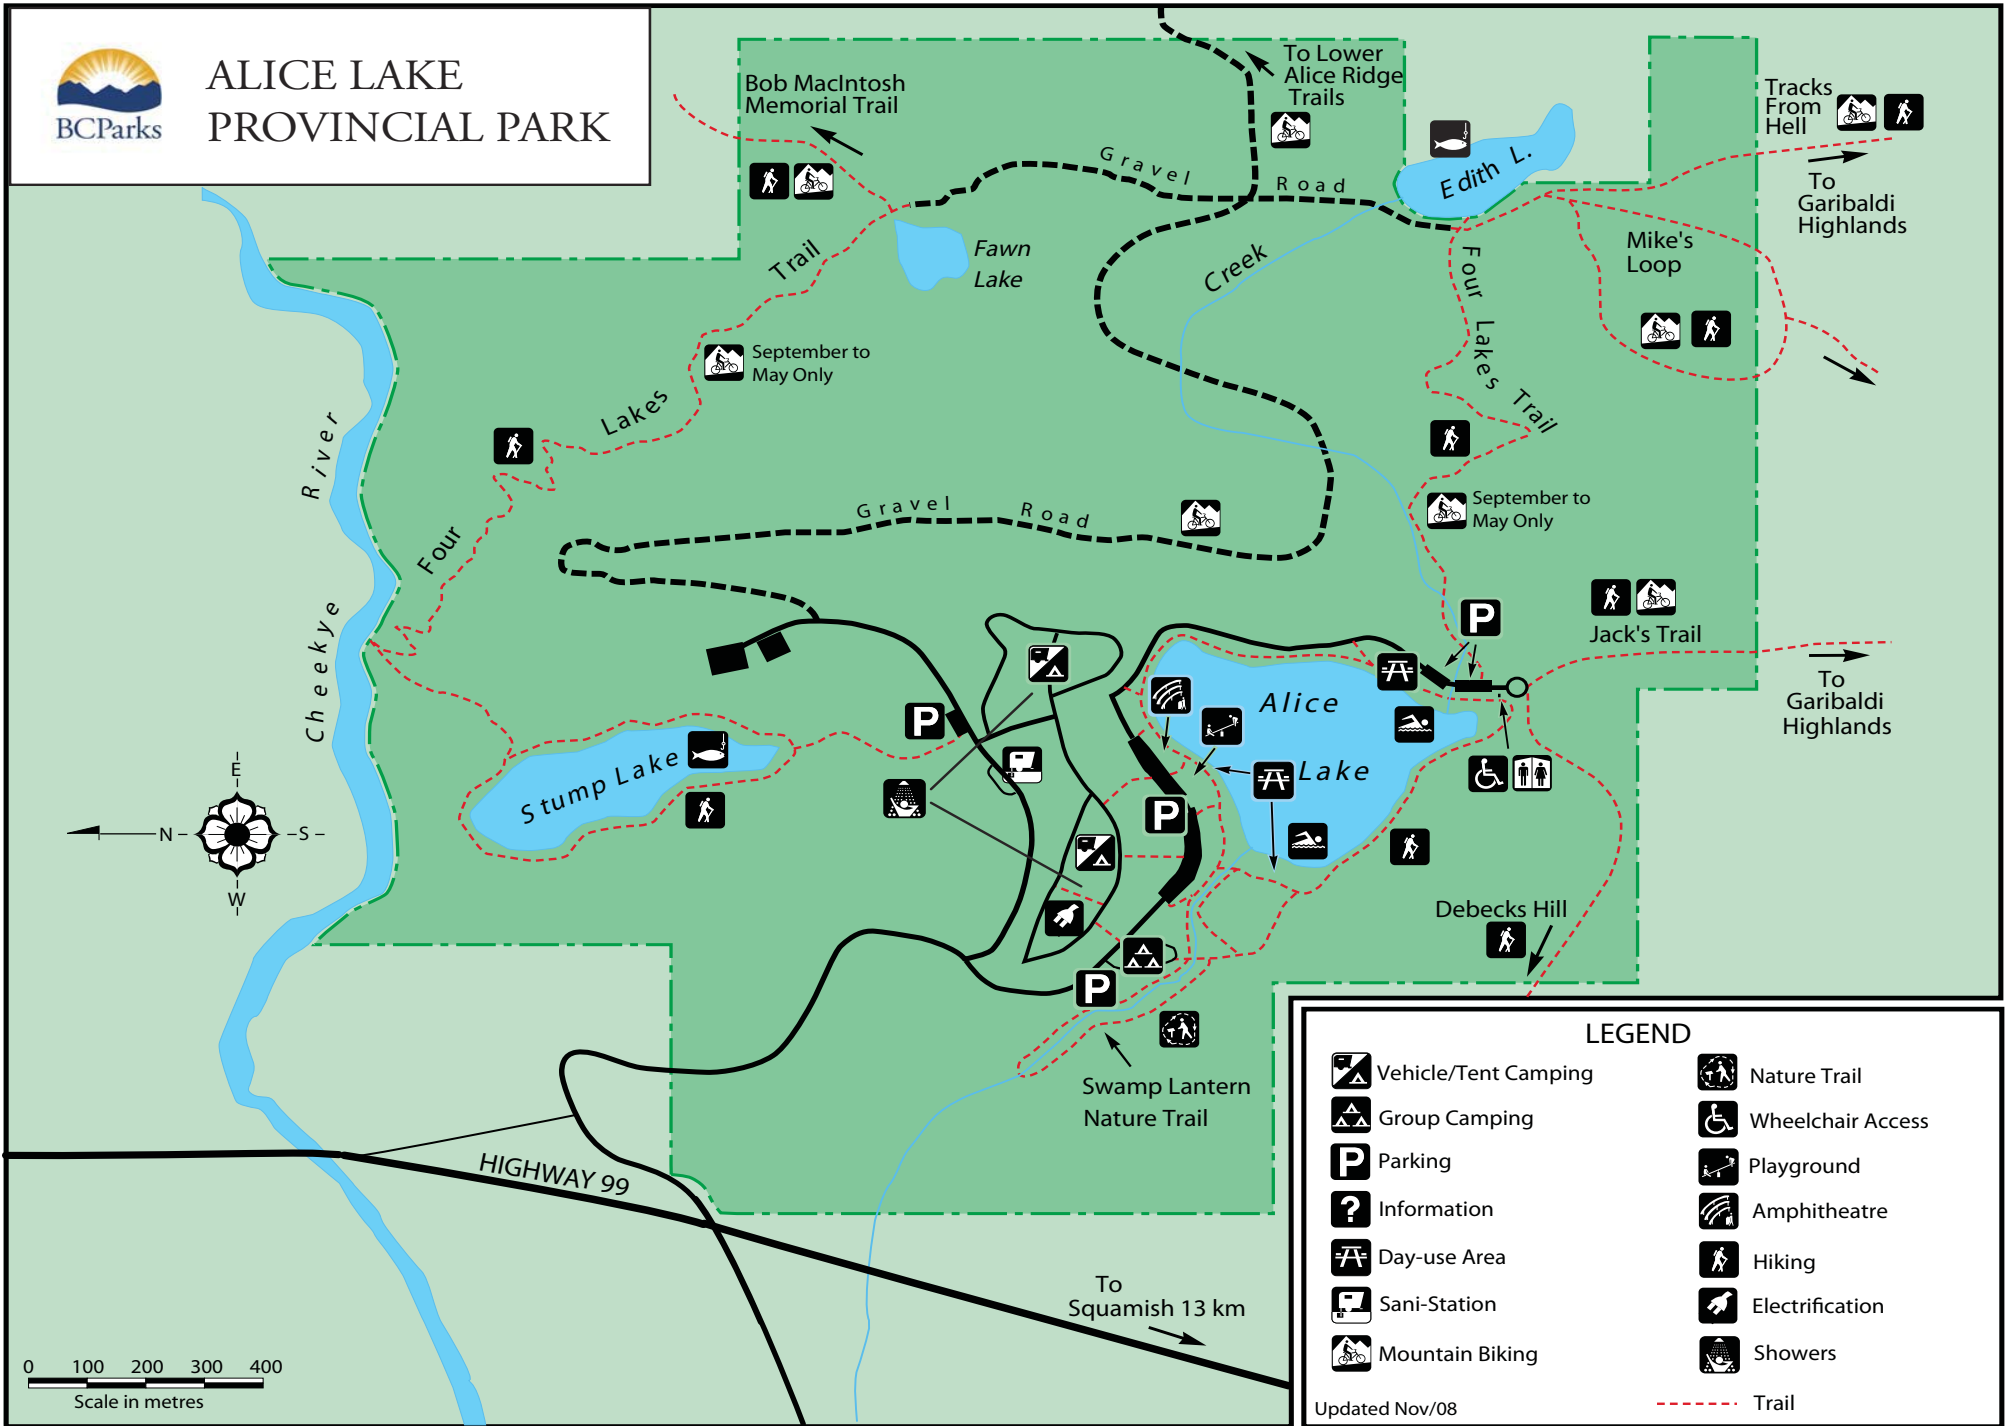 BCParks
ALICE LAKE
PROVINCIAL PARK
Bob MacIntosh
Memorial Trail
To Lower
Alice Ridge
Trails
Tracks
From
Hell
To
Garibaldi
Highlands
Edith L.
Gravel Road
Mike's
Loop
Creek
Fawn
Lake
Four Lakes Trail
September to
May Only
Four Lakes Trail
September to
May Only
Cheekye River
Gravel Road
P
Jack's Trail
To
Garibaldi
Highlands
Alice
Lake
P
Stump Lake
P
E
N
S
W
Debecks Hill
P
Swamp Lantern
Nature Trail
HIGHWAY 99
To
Squamish 13 km
0 100 200 300 400
Scale in metres
LEGEND
Vehicle/Tent Camping
Group Camping
P Parking
? Information
Day-use Area
Sani-Station
Mountain Biking
Nature Trail
Wheelchair Access
Playground
Amphitheatre
Hiking
Electrification
Showers
Trail
Updated Nov/08